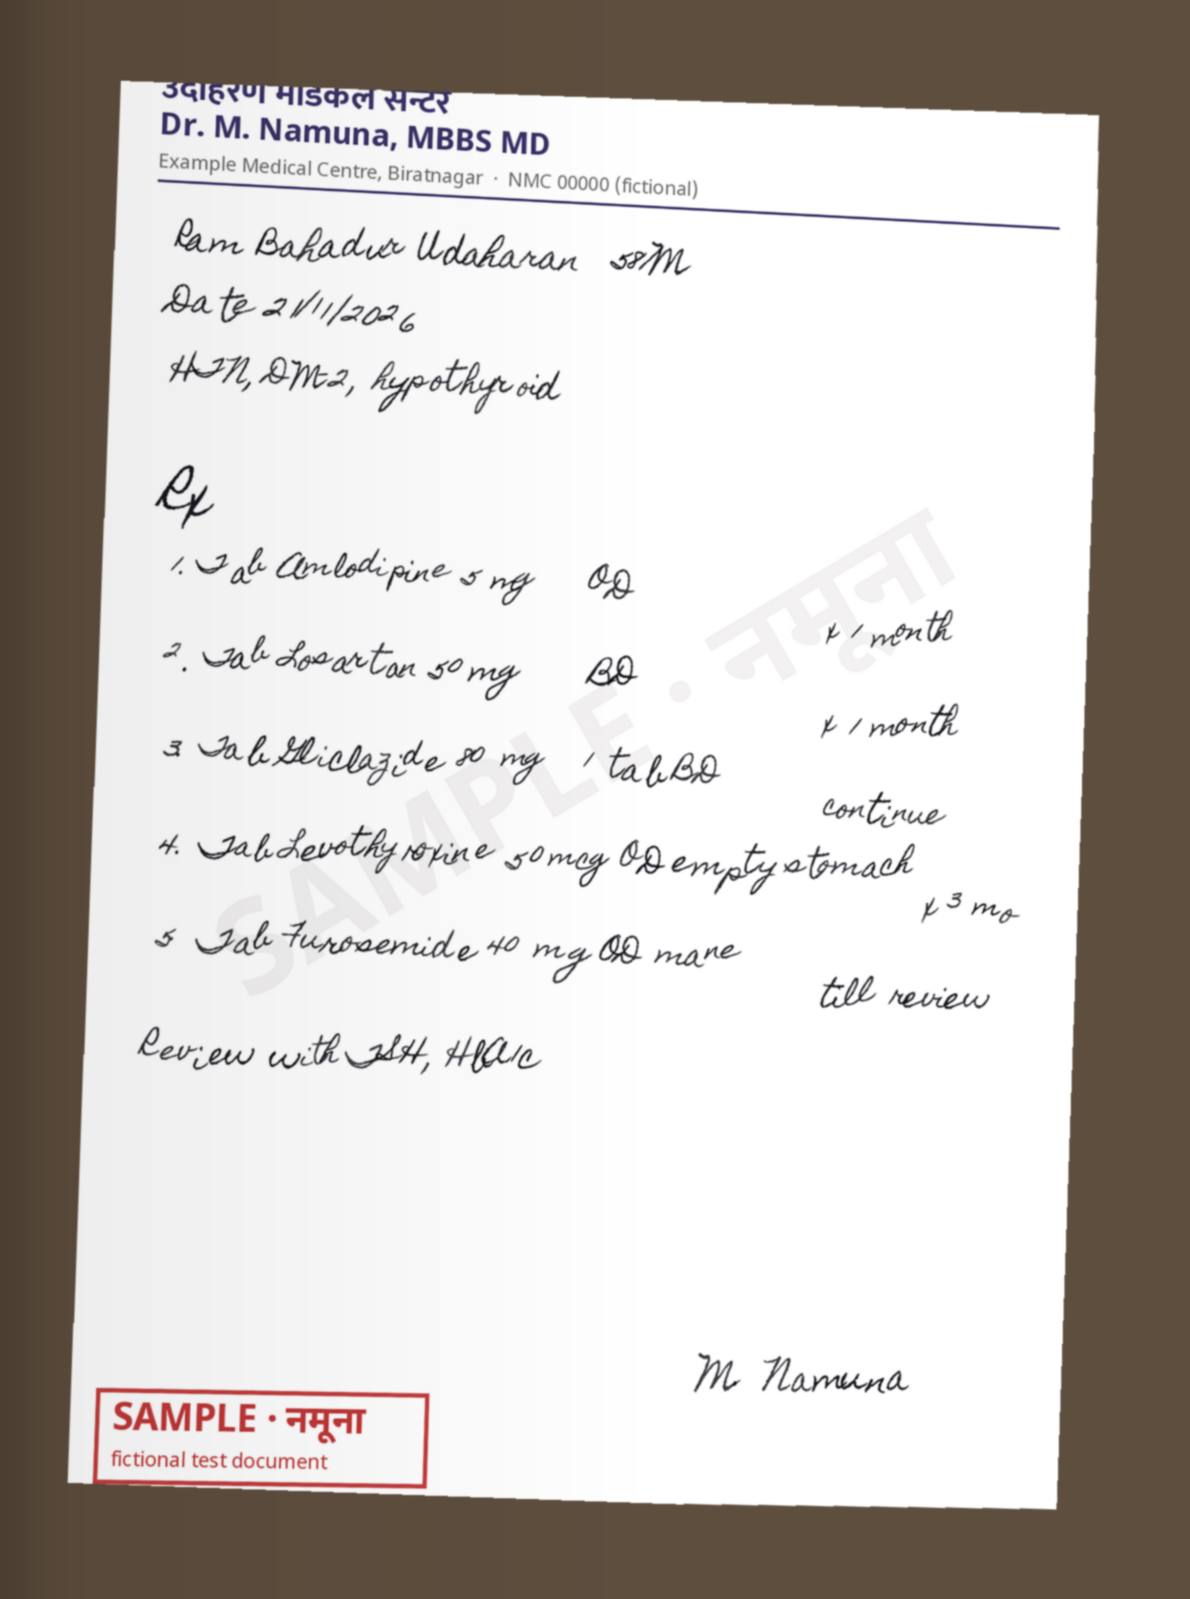 उदाहरण मेडिकल सेन्टर
Dr. M. Namuna, MBBS MD
Example Medical Centre, Biratnagar · NMC 00000 (fictional)
Ram Bahadur Udaharan 58M
Date 21/11/2026
HTN, DM2, hypothyroid
Rx
1. Tab Amlodipine 5 mg OD
x 1 month
2. Tab Losartan 50 mg BD
x 1 month
3 Tab Gliclazide 80 mg 1 tab BD
continue
4. Tab Levothyroxine 50 mcg OD empty stomach
x 3 mo
5 Tab Furosemide 40 mg OD mane
till review
Review with TSH, HbA1c
SAMPLE · नमूना
M Namuna
SAMPLE · नमूना
fictional test document